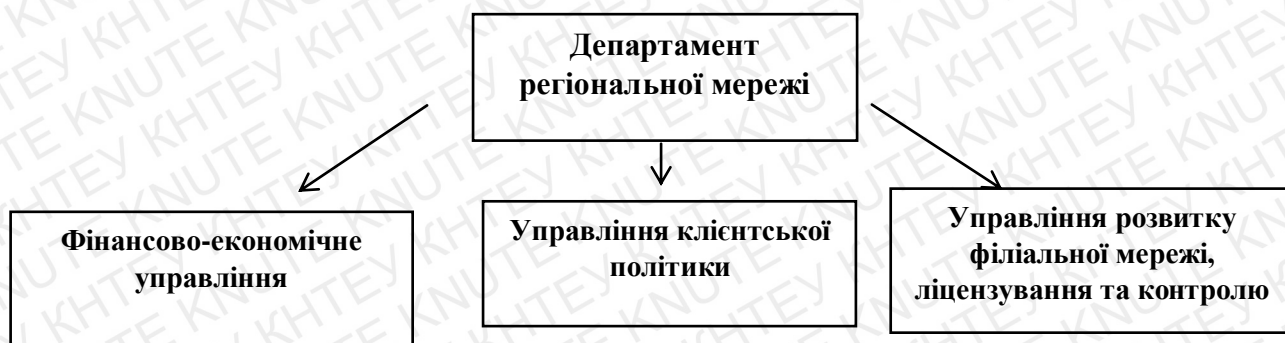 Департамент
регіональної мережі
Фінансово-економічне
управління
Управління клієнтської
політики
Управління розвитку
філіальної мережі,
ліцензування та контролю